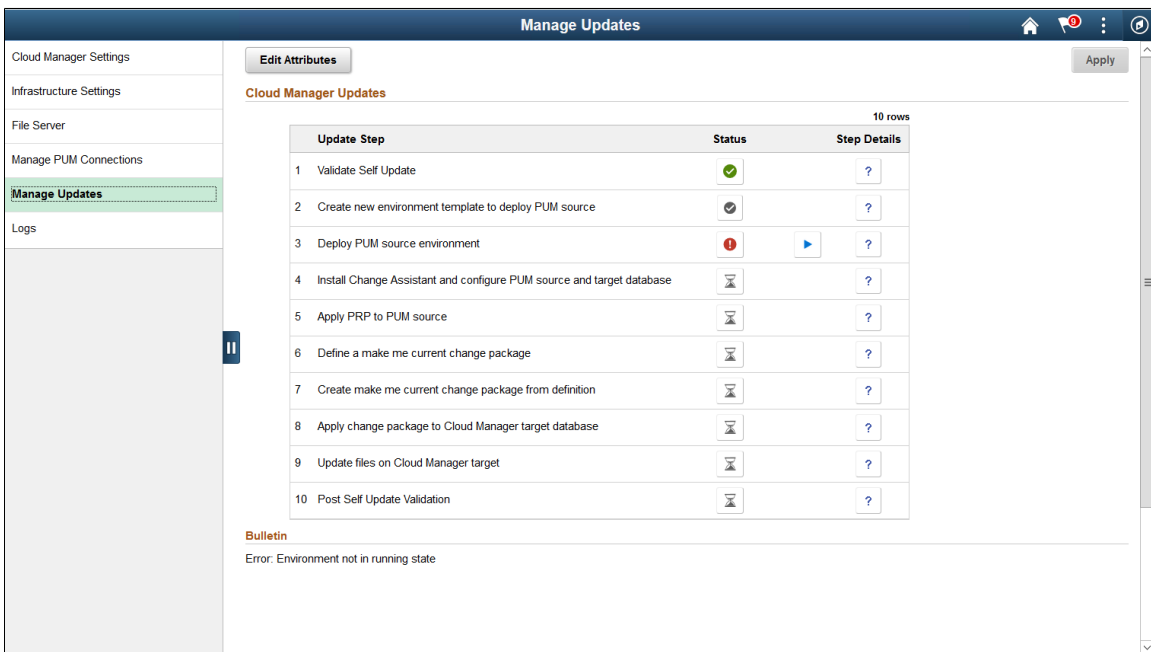 Manage Updates
9
Cloud Manager Settings
Infrastructure Settings
File Server
Manage PUM Connections
Manage Updates
Logs
Edit Attributes
Apply
Cloud Manager Updates
10 rows
Update Step Status Step Details
1 Validate Self Update ?
2 Create new environment template to deploy PUM source ?
3 Deploy PUM source environment ! ?
4 Install Change Assistant and configure PUM source and target database ?
5 Apply PRP to PUM source ?
6 Define a make me current change package ?
7 Create make me current change package from definition ?
8 Apply change package to Cloud Manager target database ?
9 Update files on Cloud Manager target ?
10 Post Self Update Validation ?
Bulletin
Error: Environment not in running state